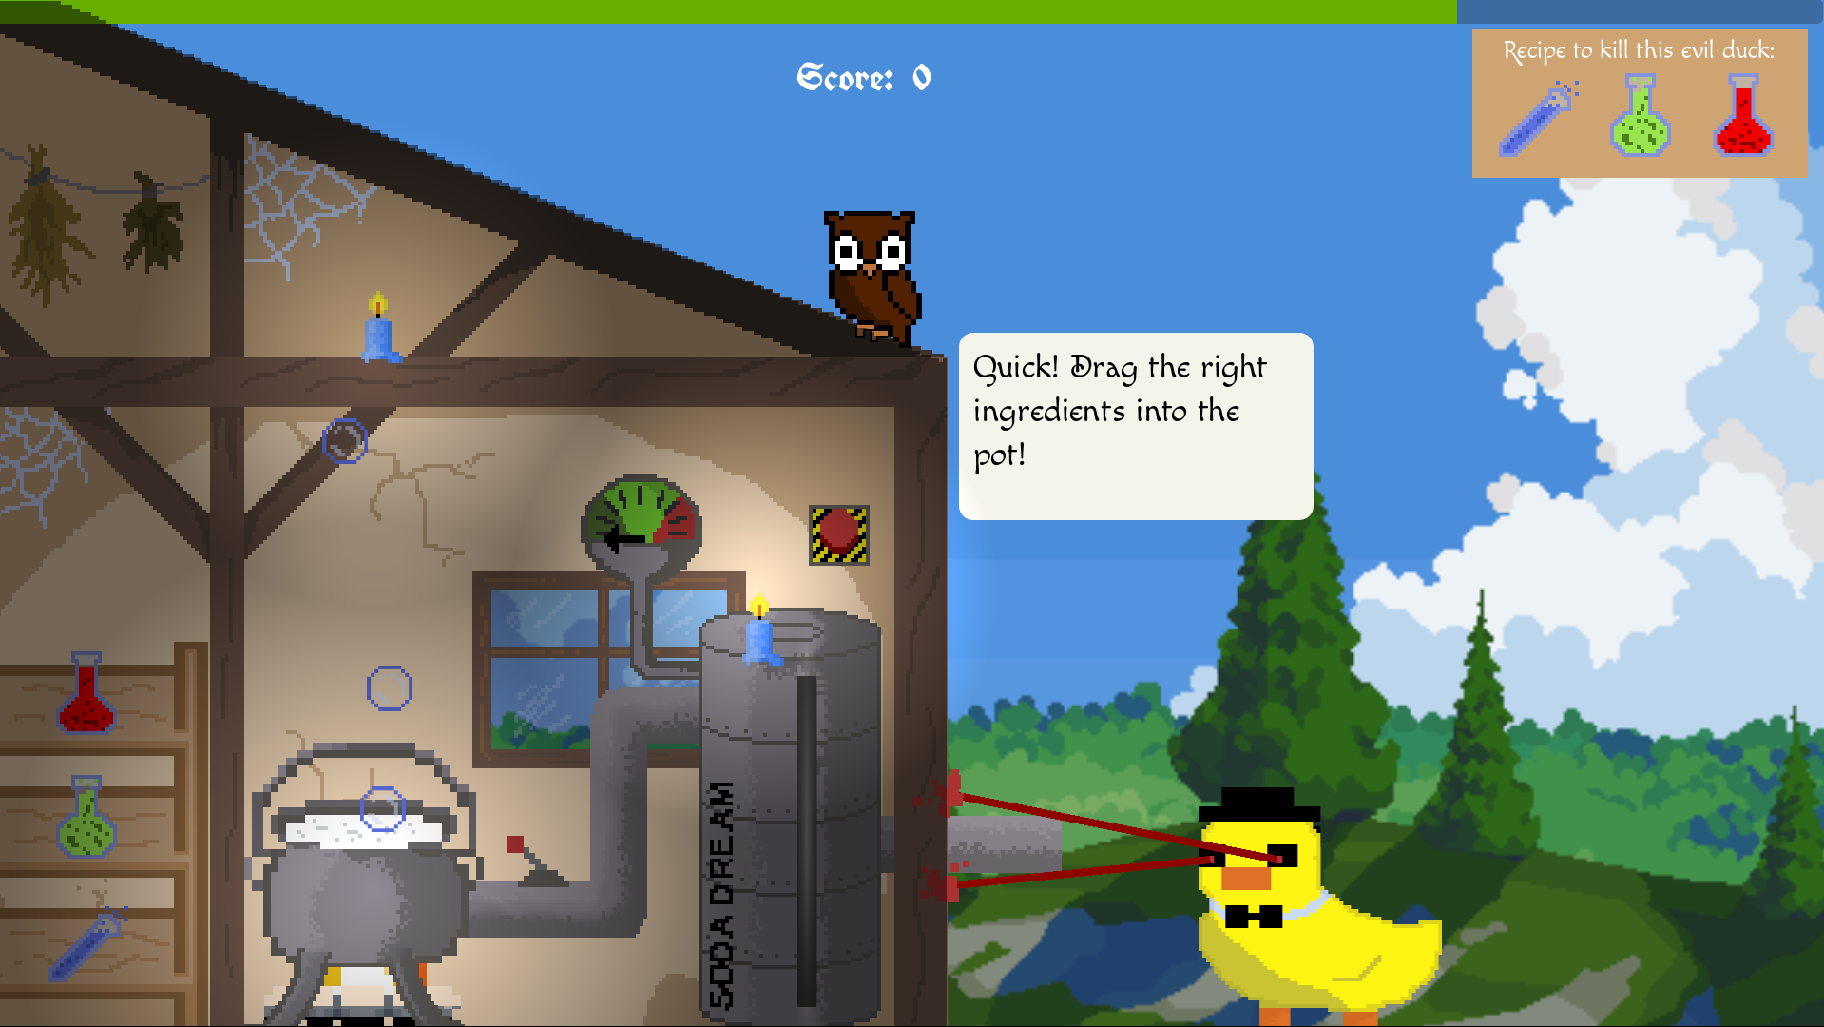 Score: 0
Recipe to kill this evil duck:
Quick! Drag the right
ingredients into the
pot!
SODA DREAM